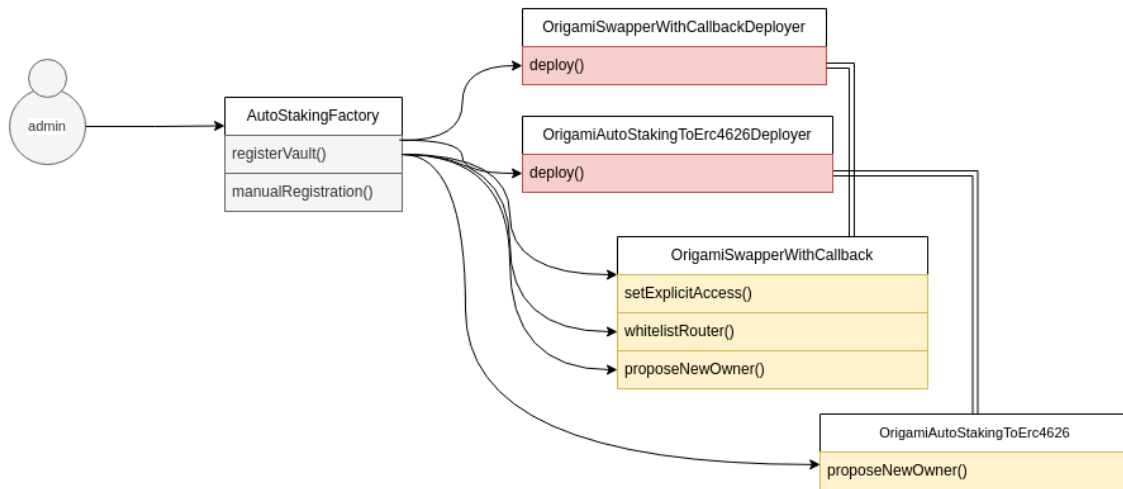 OrigamiSwapperWithCallbackDeployer
deploy()
admin
AutoStakingFactory
registerVault()
manualRegistration()
OrigamiAutoStakingToErc4626Deployer
deploy()
OrigamiSwapperWithCallback
setExplicitAccess()
whitelistRouter()
proposeNewOwner()
OrigamiAutoStakingToErc4626
proposeNewOwner()